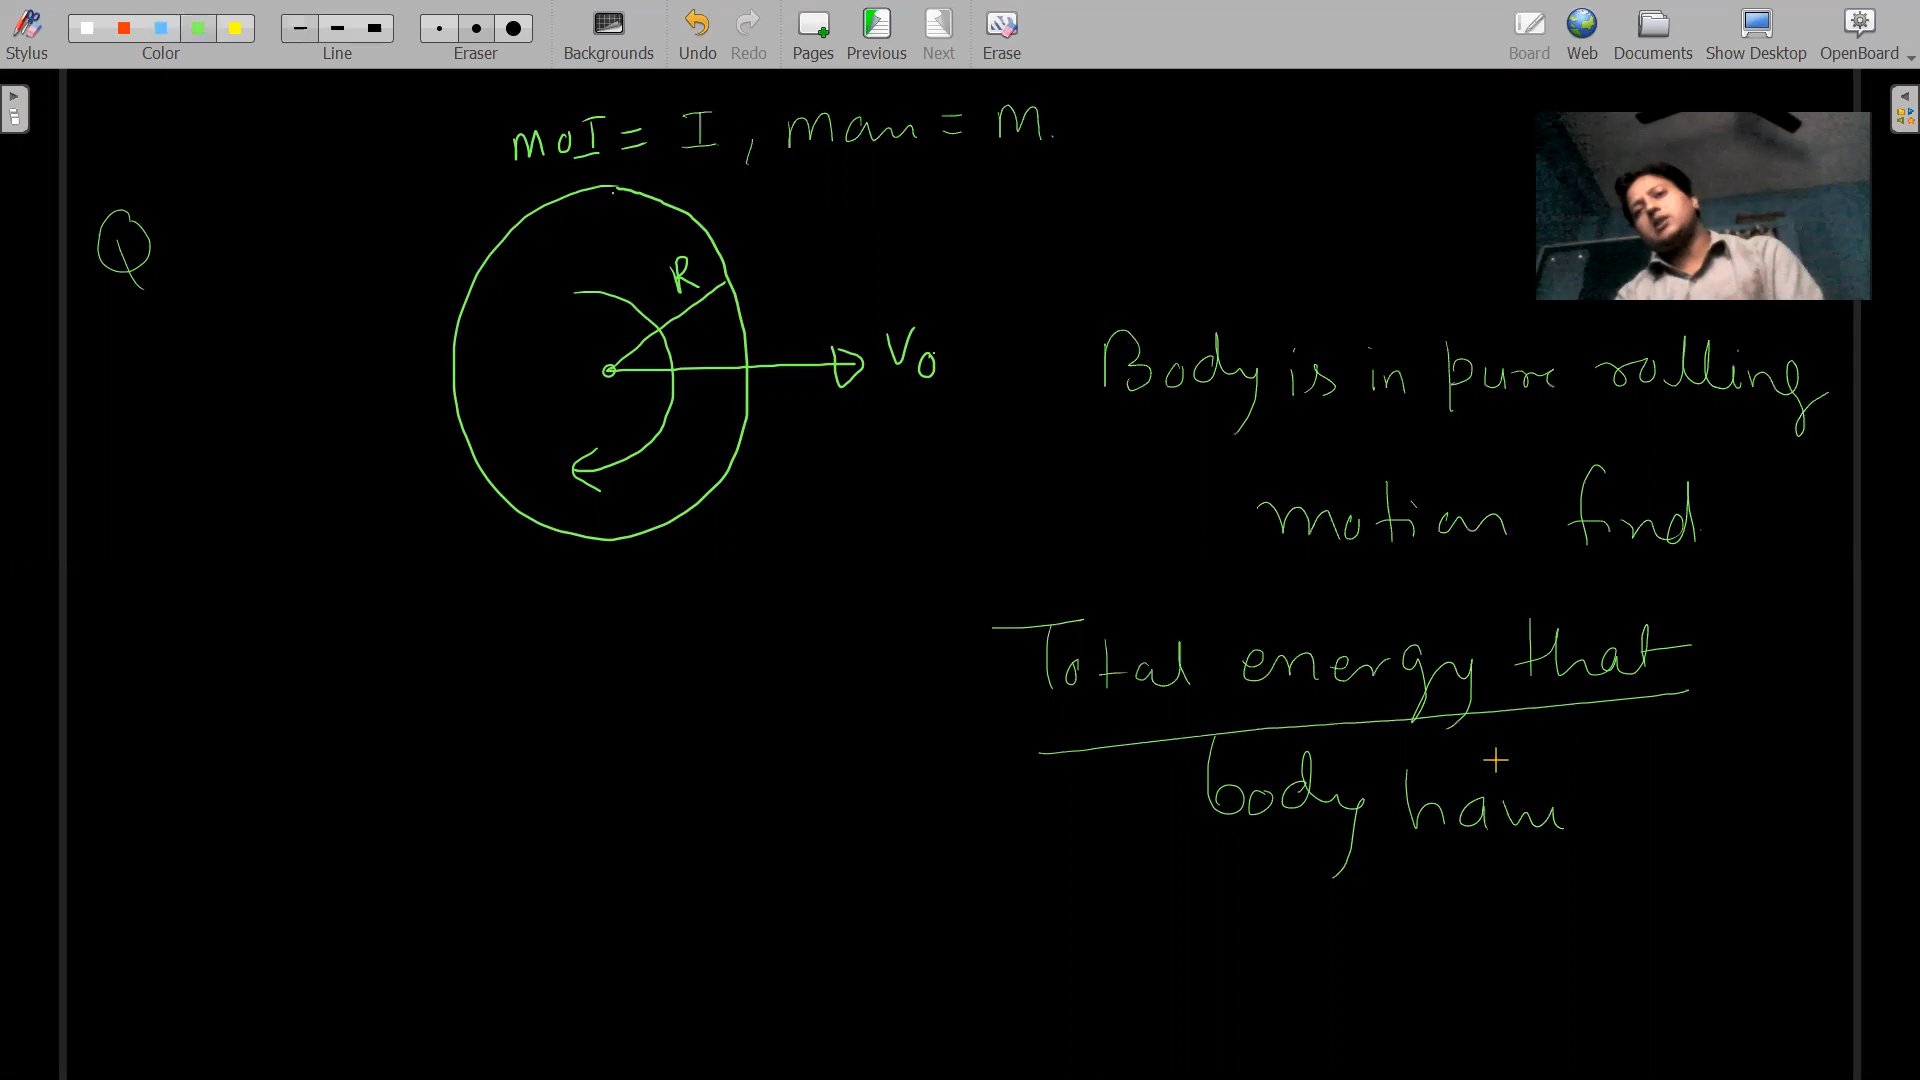 Stylus Color Line Eraser Backgrounds Undo Redo Pages Previous Next Erase Board Web Documents Show Desktop OpenBoard
MOI = I, mass = M.
Q
R
V0
Body is in pure rolling
motion find
Total energy that
body have